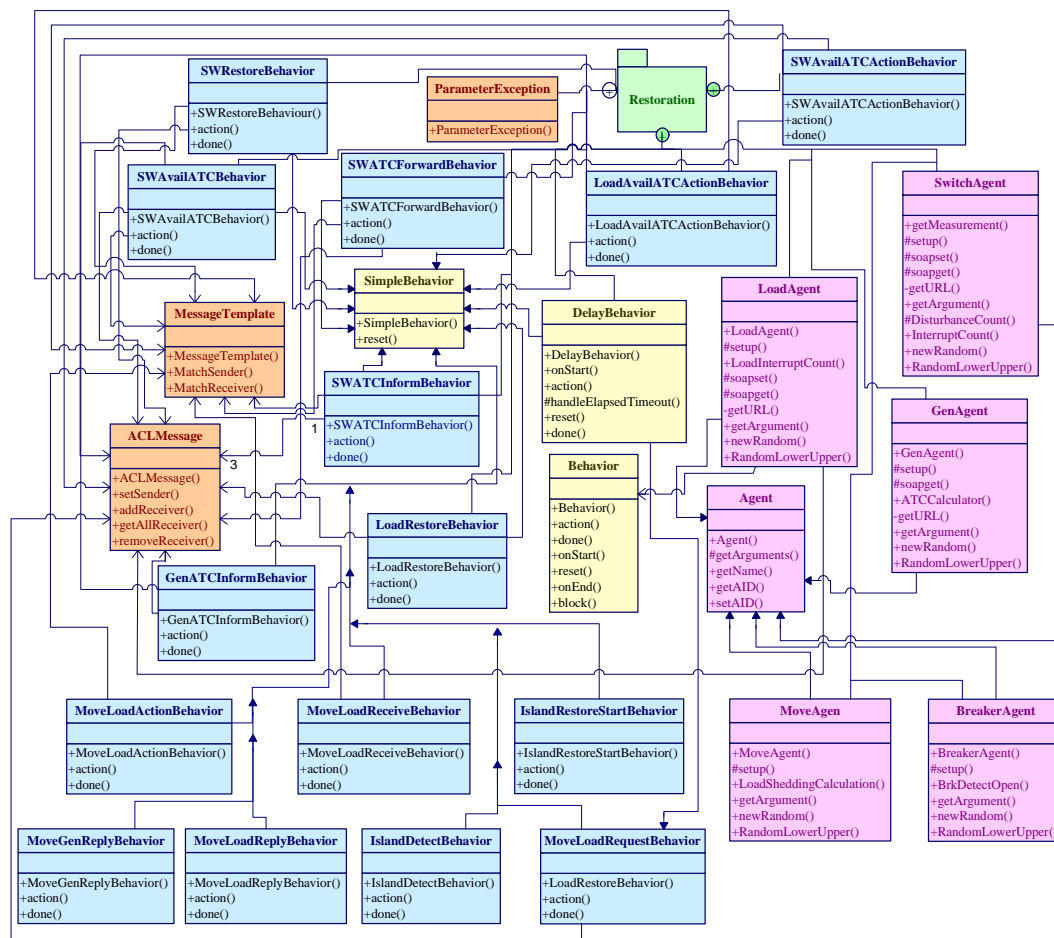 SWRestoreBehavior
+SWRestoreBehaviour()
+action()
+done()
ParameterException
+ParameterException()
Restoration
SWAvailATCActionBehavior
+SWAvailATCActionBehavior()
+action()
+done()
SWAvailATCBehavior
+SWAvailATCBehavior()
+action()
+done()
SWATCForwardBehavior
+SWATCForwardBehavior()
+action()
+done()
LoadAvailATCActionBehavior
+LoadAvailATCActionBehavior()
+action()
+done()
SwitchAgent
+getMeasurement()
#setup()
#soapset()
#soapget()
-getURL()
+getArgument()
#DisturbanceCount()
+InterruptCount()
+newRandom()
+RandomLowerUpper()
SimpleBehavior
+SimpleBehavior()
+reset()
MessageTemplate
+MessageTemplate()
+MatchSender()
+MatchReceiver()
DelayBehavior
+DelayBehavior()
+onStart()
+action()
#handleElapsedTimeout()
+reset()
+done()
LoadAgent
+LoadAgent()
#setup()
+LoadInterruptCount()
#soapset()
#soapget()
-getURL()
+getArgument()
+newRandom()
+RandomLowerUpper()
SWATCInformBehavior
+SWATCInformBehavior()
+action()
+done()
1
3
ACLMessage
+ACLMessage()
+setSender()
+addReceiver()
+getAllReceiver()
+removeReceiver()
GenAgent
+GenAgent()
#setup()
#soapget()
+ATCCalculator()
-getURL()
+getArgument()
+newRandom()
+RandomLowerUpper()
Behavior
+Behavior()
+action()
+done()
+onStart()
+reset()
+onEnd()
+block()
Agent
+Agent()
#getArguments()
+getName()
+getAID()
+setAID()
LoadRestoreBehavior
+LoadRestoreBehavior()
+action()
+done()
GenATCInformBehavior
+GenATCInformBehavior()
+action()
+done()
MoveLoadActionBehavior
+MoveLoadActionBehavior()
+action()
+done()
MoveLoadReceiveBehavior
+MoveLoadReceiveBehavior()
+action()
+done()
IslandRestoreStartBehavior
+IslandRestoreStartBehavior()
+action()
+done()
MoveAgen
+MoveAgent()
#setup()
+LoadSheddingCalculation()
+getArgument()
+newRandom()
+RandomLowerUpper()
BreakerAgent
+BreakerAgent()
#setup()
+BrkDetectOpen()
+getArgument()
+newRandom()
+RandomLowerUpper()
MoveGenReplyBehavior
+MoveGenReplyBehavior()
+action()
+done()
MoveLoadReplyBehavior
+MoveLoadReplyBehavior()
+action()
+done()
IslandDetectBehavior
+IslandDetectBehavior()
+action()
+done()
MoveLoadRequestBehavior
+LoadRestoreBehavior()
+action()
+done()